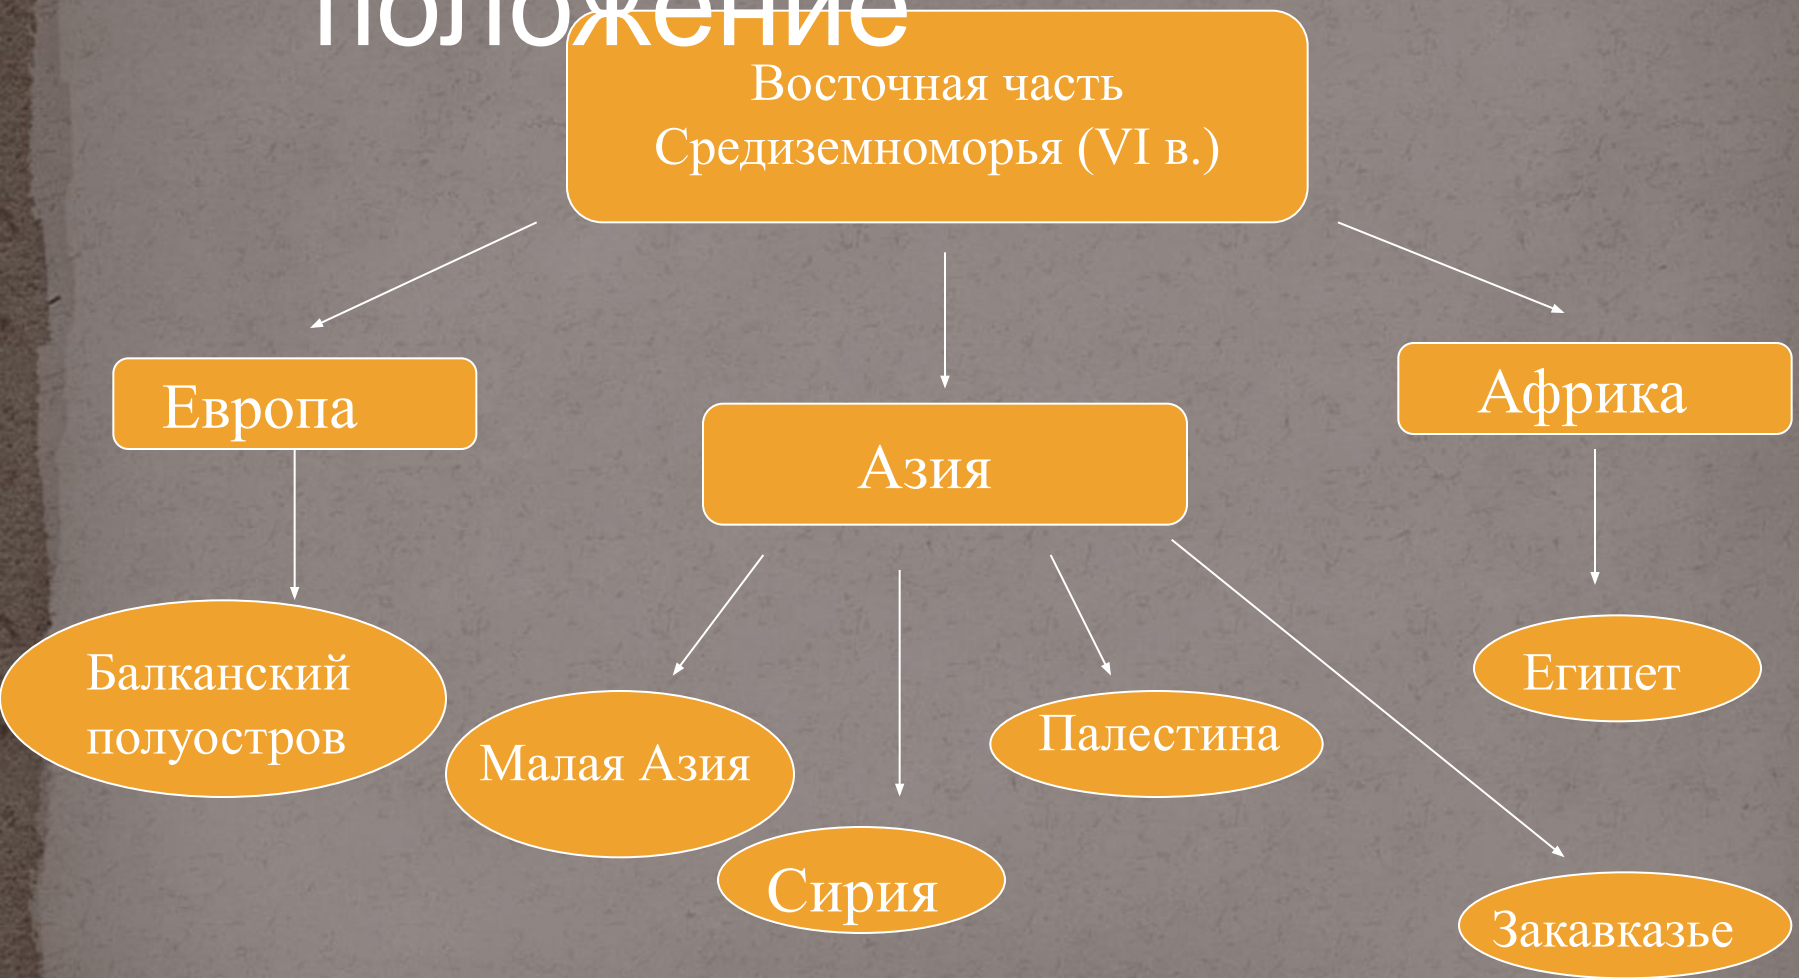 положение
Восточная часть
Средиземноморья (VI в.)
Европа
Азия
Африка
Балканский
полуостров
Малая Азия
Сирия
Палестина
Египет
Закавказье